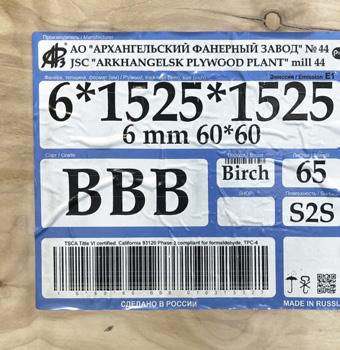 Производитель / Manufacturer
АО "АРХАНГЕЛЬСКИЙ ФАНЕРНЫЙ ЗАВОД" № 44
JSC "ARKHANGELSK PLYWOOD PLANT" mill 44
Эмиссия / Emission E1
6*1525*1525
6 mm 60*60
Сорт / Grade
BBB
Birch
65
SHOP
S2S
TSCA Title VI certified. California 93120 Phase 2 compliant for formaldehyde, TPC-4
СДЕЛАНО В РОССИИ
MADE IN RUSSI